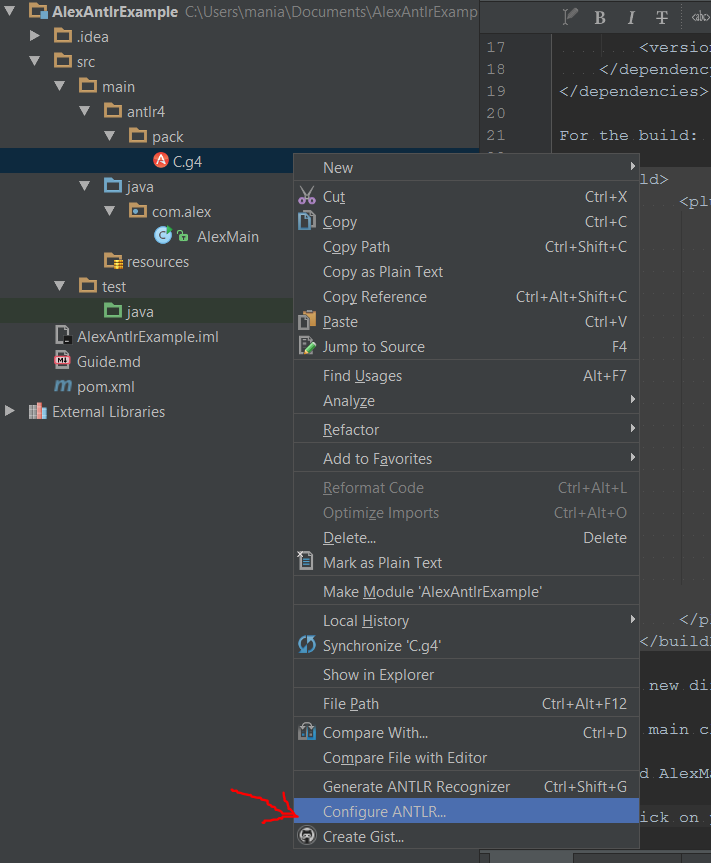 AlexAntlrExample C:\Users\mania\Documents\AlexAntlrExamp
.idea
src
main
antlr4
pack
C.g4
java
com.alex
AlexMain
resources
test
java
AlexAntlrExample.iml
Guide.md
pom.xml
External Libraries
New
Cut Ctrl+X
Copy Ctrl+C
Copy Path Ctrl+Shift+C
Copy as Plain Text
Copy Reference Ctrl+Alt+Shift+C
Paste Ctrl+V
Jump to Source F4
Find Usages Alt+F7
Analyze
Refactor
Add to Favorites
Reformat Code Ctrl+Alt+L
Optimize Imports Ctrl+Alt+O
Delete... Delete
Mark as Plain Text
Make Module 'AlexAntlrExample'
Local History
Synchronize 'C.g4'
Show in Explorer
File Path Ctrl+Alt+F12
Compare With... Ctrl+D
Compare File with Editor
Generate ANTLR Recognizer Ctrl+Shift+G
Configure ANTLR...
Create Gist...
B I T <ab>
17 <version
18 </dependency
19 </dependencies>
20
21 For the build:
ld>
<pl
</p
</build
new di
main c
d AlexMa
ick on